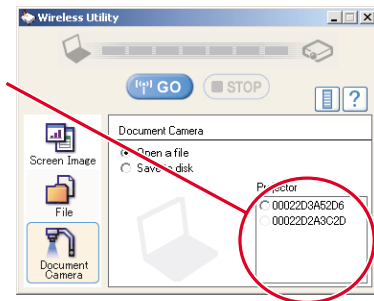 Wireless Utility
GO
STOP
?
Document Camera
Screen Image
Open a file
Save to disk
File
Projector
00022D3A52D6
00022D2A3C2D
Document
Camera